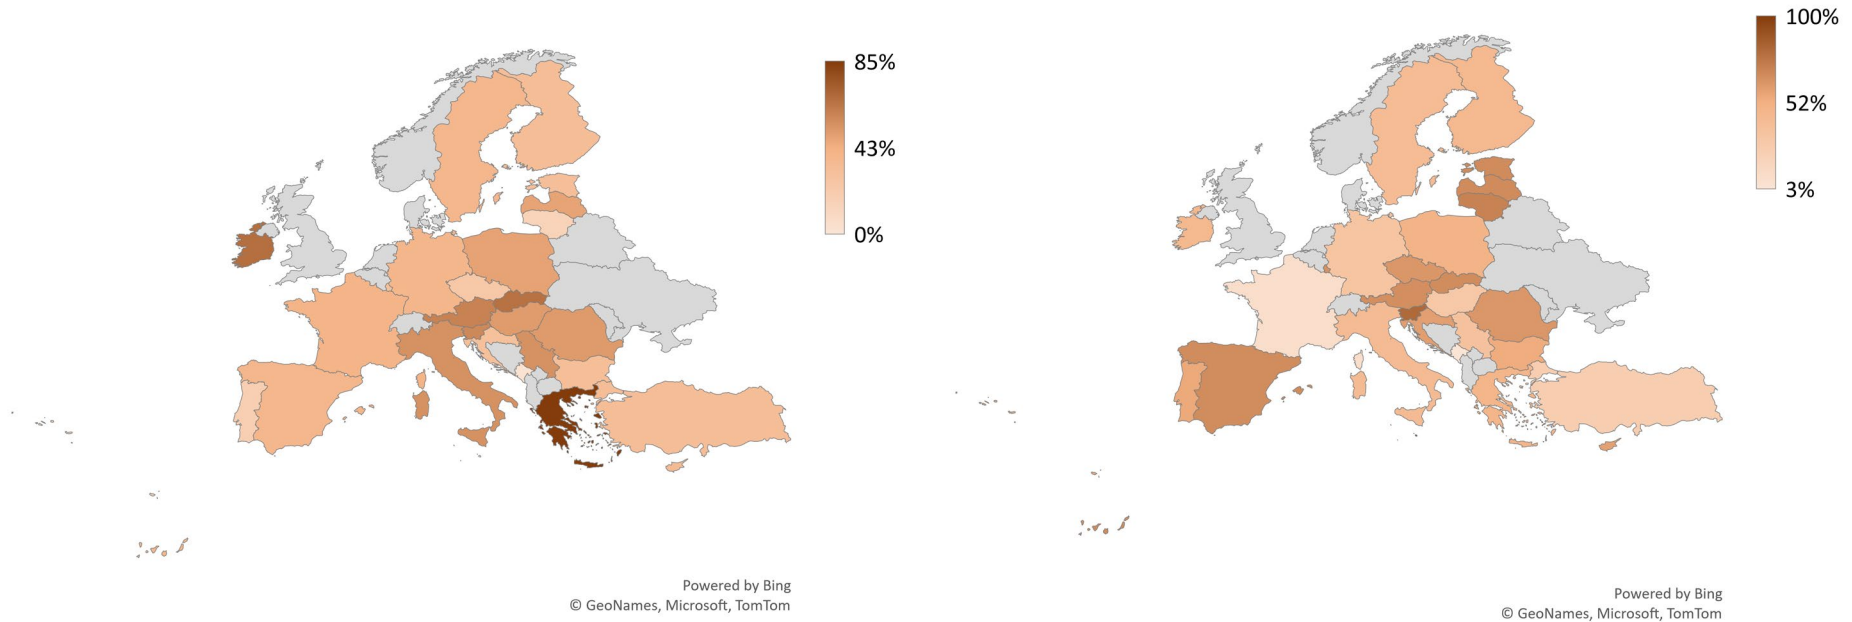 85%
43%
0%
Powered by Bing
© GeoNames, Microsoft, TomTom
100%
52%
3%
Powered by Bing
© GeoNames, Microsoft, TomTom